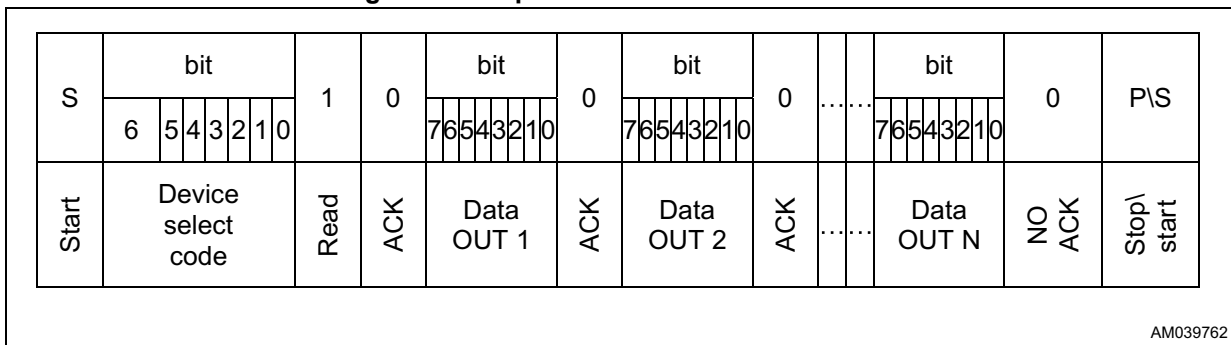 S bit 1 0 bit 0 bit 0 ...... bit 0 P\S
6 5 4 3 2 1 0 76543210 76543210 76543210
Start Device select code Read ACK Data OUT 1 ACK Data OUT 2 ACK ...... Data OUT N NO ACK Stop\ start
AM039762